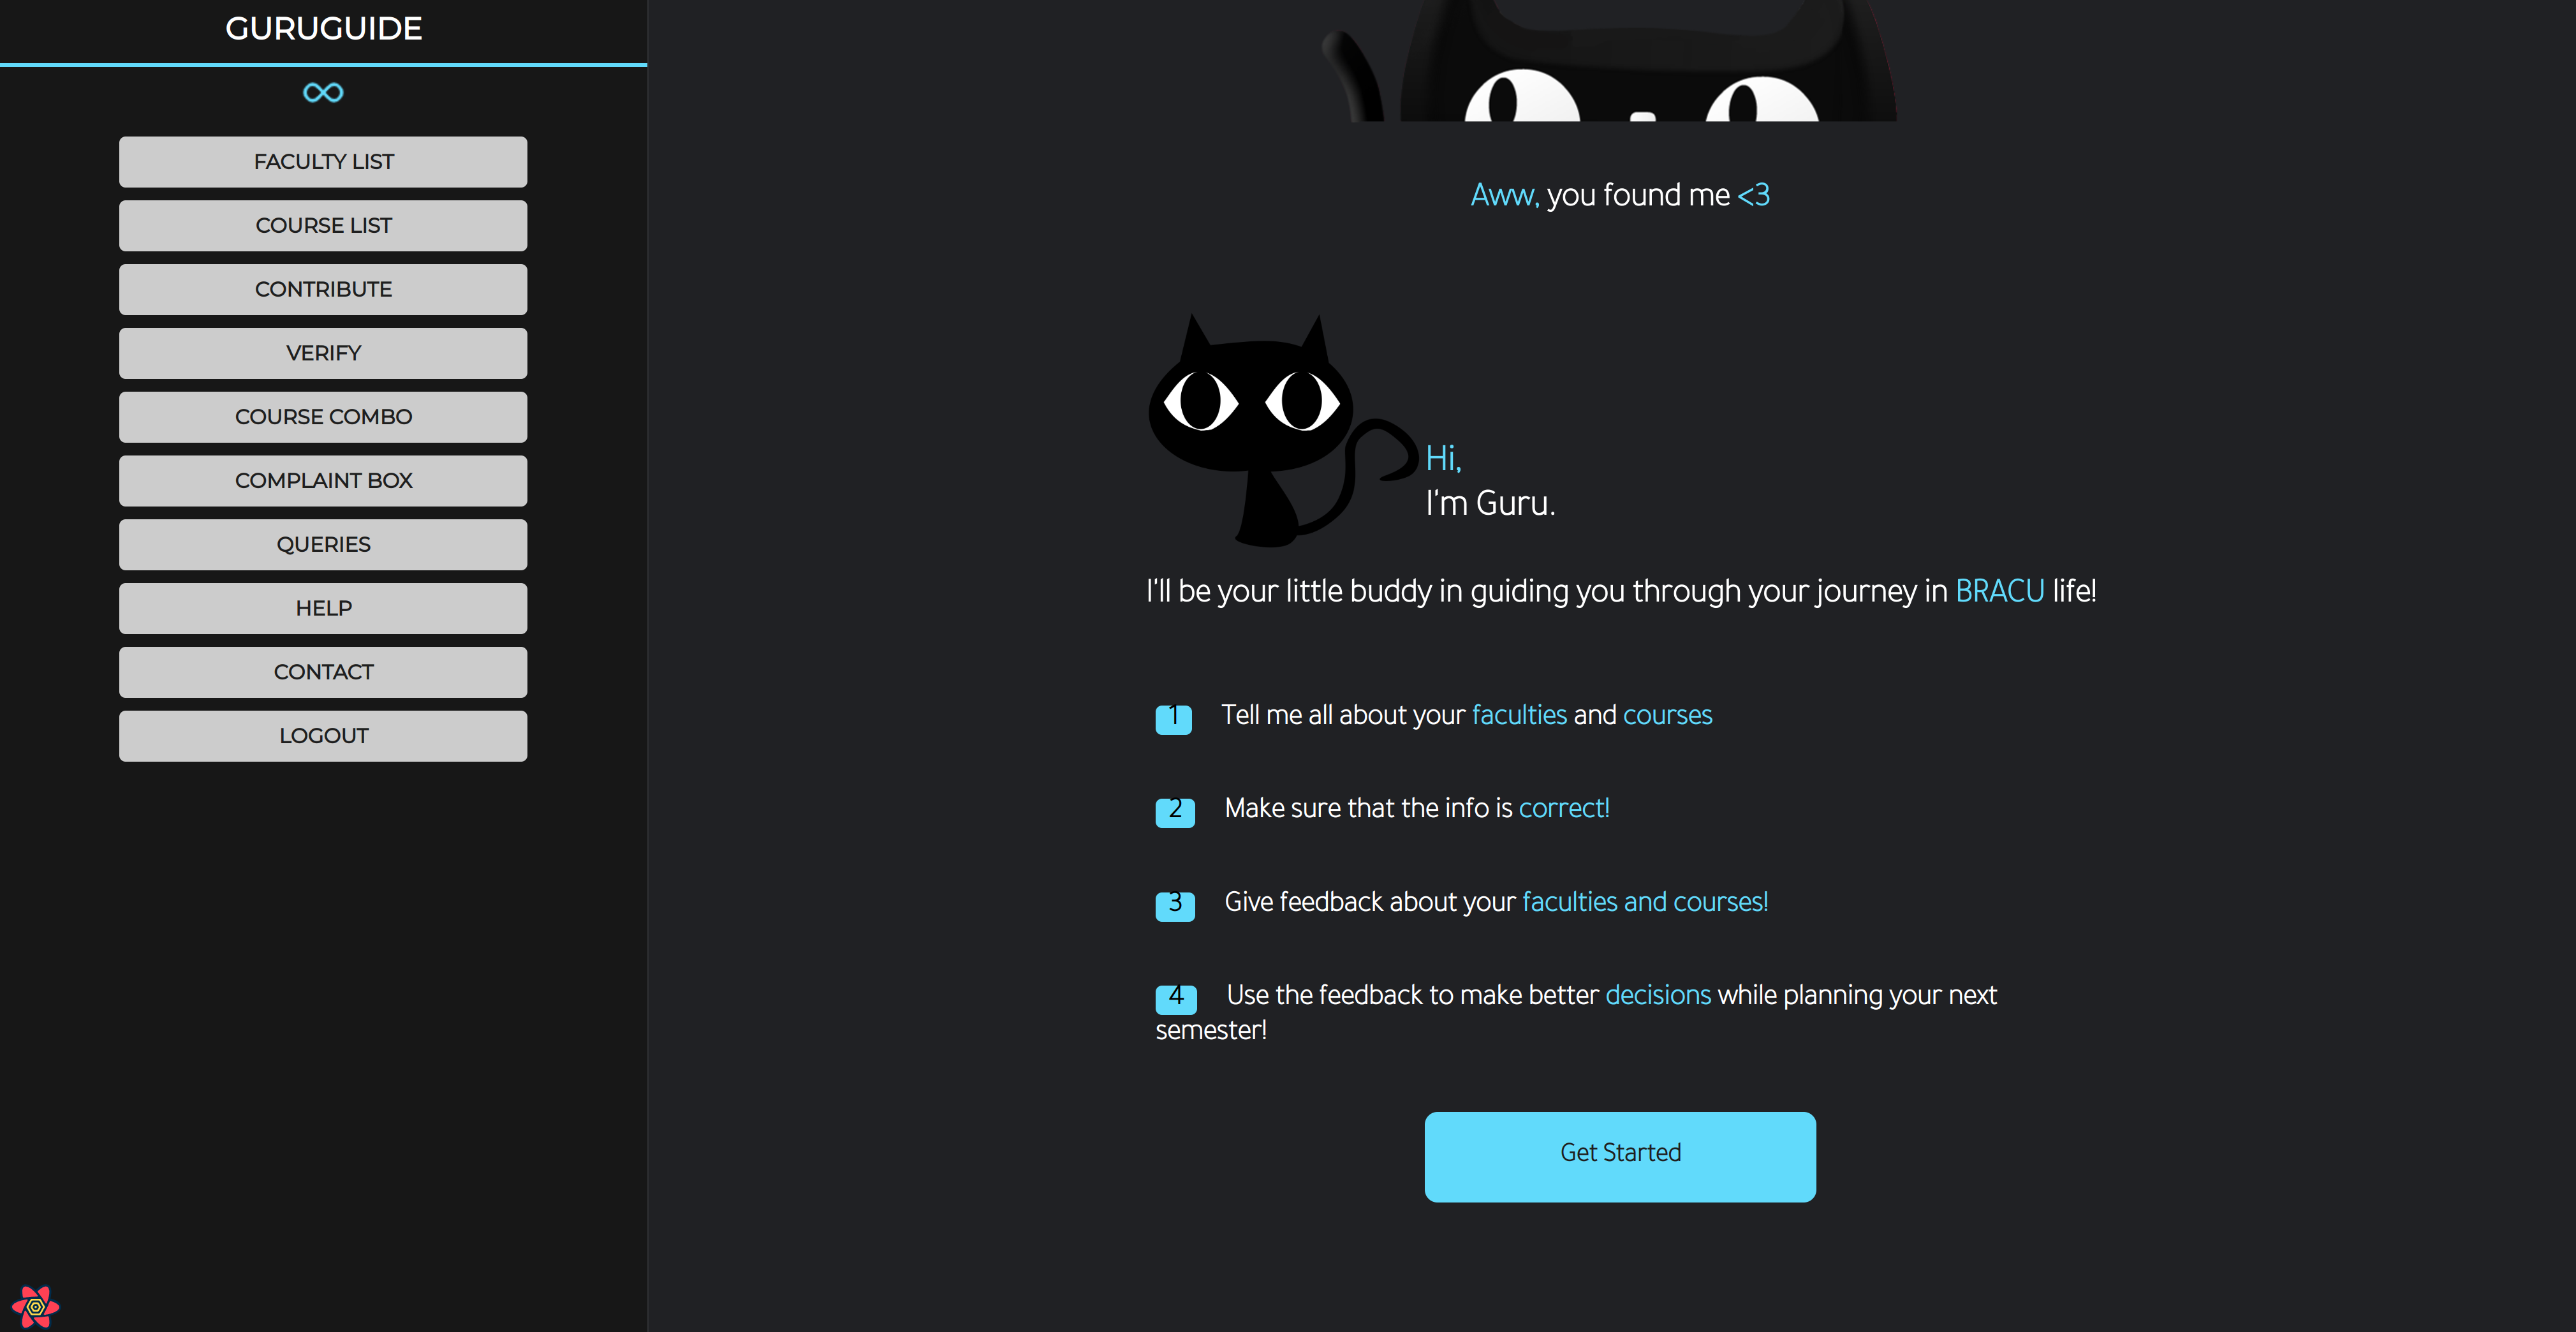 GURUGUIDE
FACULTY LIST
COURSE LIST
CONTRIBUTE
VERIFY
COURSE COMBO
COMPLAINT BOX
QUERIES
HELP
CONTACT
LOGOUT
Aww, you found me <3
Hi,
I'm Guru.
I'll be your little buddy in guiding you through your journey in BRACU life!
1 Tell me all about your faculties and courses
2 Make sure that the info is correct!
3 Give feedback about your faculties and courses!
4 Use the feedback to make better decisions while planning your next
semester!
Get Started